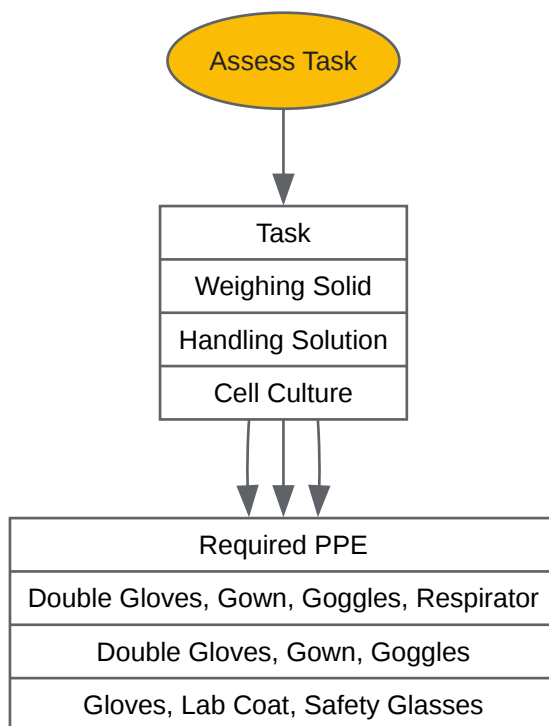 Assess Task
Task
Weighing Solid
Handling Solution
Cell Culture
Required PPE
Double Gloves, Gown, Goggles, Respirator
Double Gloves, Gown, Goggles
Gloves, Lab Coat, Safety Glasses